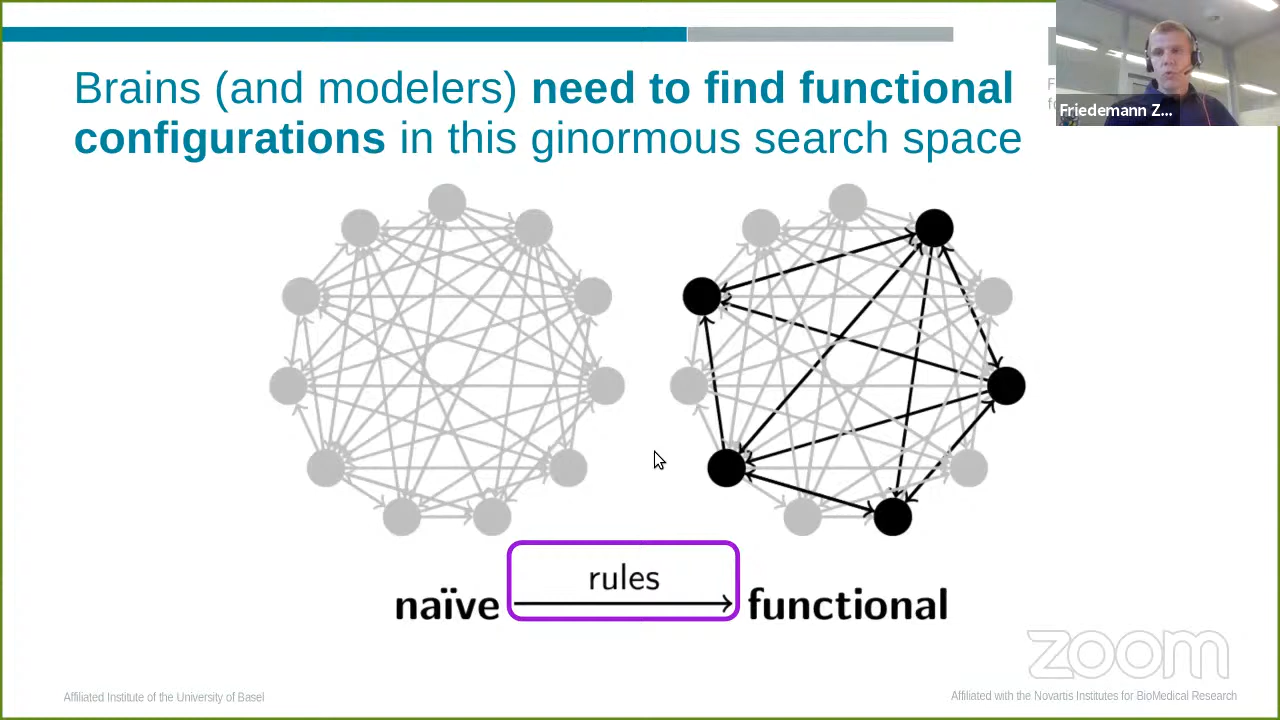 Brains (and modelers) need to find functional
configurations in this ginormous search space
Friedemann Z...
rules
naïve
functional
zoom
Affiliated Institute of the University of Basel
Affiliated with the Novartis Institutes for BioMedical Research